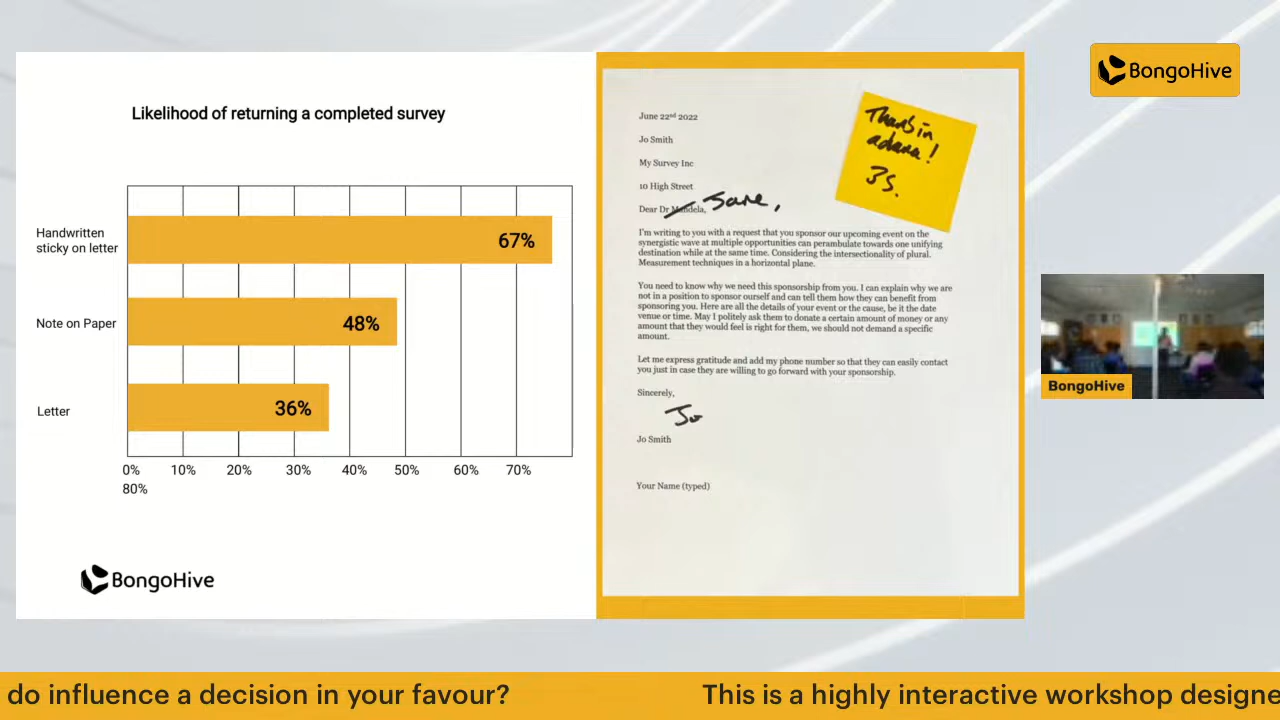 Likelihood of returning a completed survey
Handwritten
sticky on letter
67%
Note on Paper
48%
Letter
36%
0% 10% 20% 30% 40% 50% 60% 70%
80%
BongoHive
June 22nd 2022
Jo Smith
My Survey Inc
10 High Street
Dear Dr Mandela,
I'm writing to you with a request that you sponsor our upcoming event on the
synergistic wave at multiple opportunities can perambulate towards one unifying
destination while at the same time. Considering the intersectionality of plural.
Measurement techniques in a horizontal plane.
You need to know why we need this sponsorship from you. I can explain why we are
not in a position to sponsor ourself and can tell them how they can benefit from
sponsoring you. Here are all the details of your event or the cause, be it the date
venue or time. May I politely ask them to donate a certain amount of money or any
amount that they would feel is right for them, we should not demand a specific
amount.
Let me express gratitude and add my phone number so that they can easily contact
you just in case they are willing to go forward with your sponsorship.
Sincerely,
Jo
Jo Smith
Your Name (typed)
Thanks in
BongoHive
BongoHive
do influence a decision in your favour? This is a highly interactive workshop designe